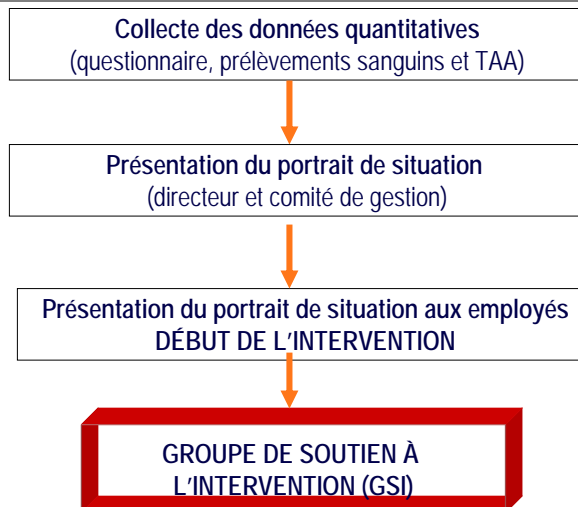 Collecte des données quantitatives
(questionnaire, prélèvements sanguins et TAA)
Présentation du portrait de situation
(directeur et comité de gestion)
Présentation du portrait de situation aux employés
DÉBUT DE L'INTERVENTION
GROUPE DE SOUTIEN À
L'INTERVENTION (GSI)